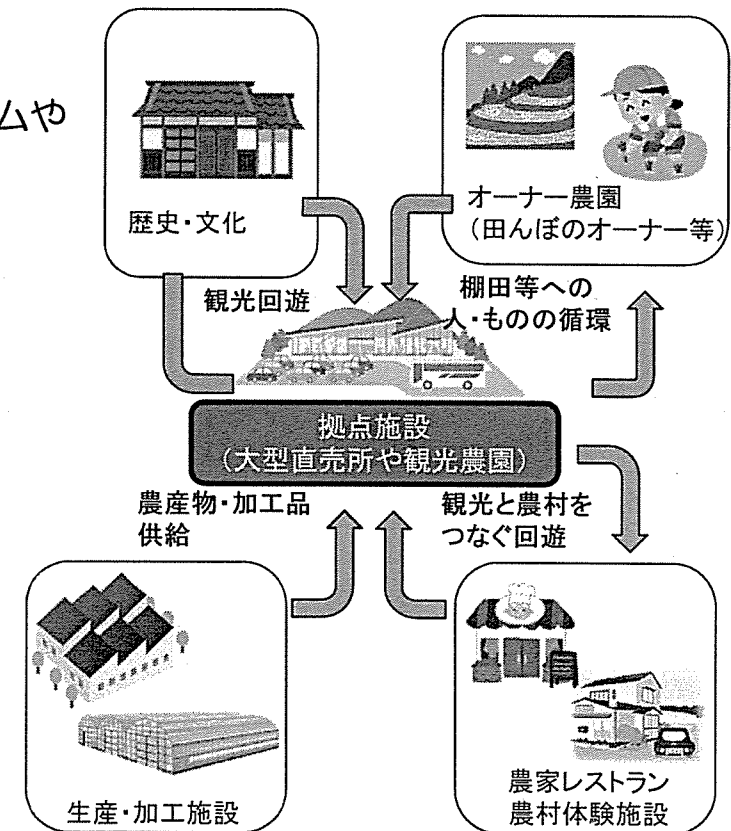 ムや
歴史・文化
オーナー農園
（田んぼのオーナー等）
観光回遊
棚田等への
人・ものの循環
拠点施設
（大型直売所や観光農園）
農産物・加工品
供給
観光と農村を
つなぐ回遊
生産・加工施設
農家レストラン
農村体験施設